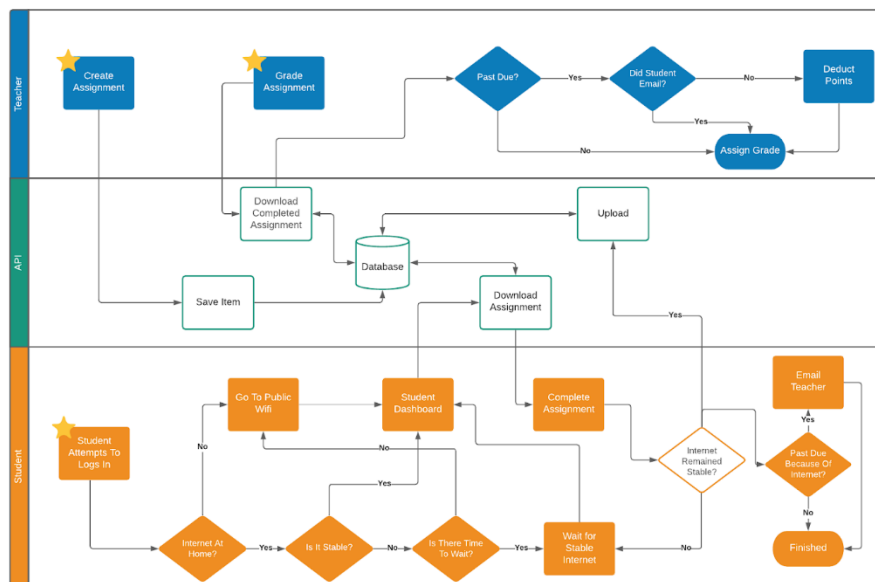 Teacher
Create
Assignment
Grade
Assignment
Past Due?
Yes
Did Student
Email?
No
Deduct
Points
Yes
No
Assign Grade
API
Download
Completed
Assignment
Upload
Database
Save Item
Download
Assignment
Yes
Student
Student
Attempts To
Logs In
No
Go To Public
Wifi
Student
Dashboard
Complete
Assignment
Email
Teacher
No
Yes
Internet
Remained
Stable?
Yes
Past Due
Because Of
Internet?
Internet At
Home?
Yes
Is It Stable?
No
Is There Time
To Wait?
Yes
Wait for
Stable
Internet
No
No
Finished